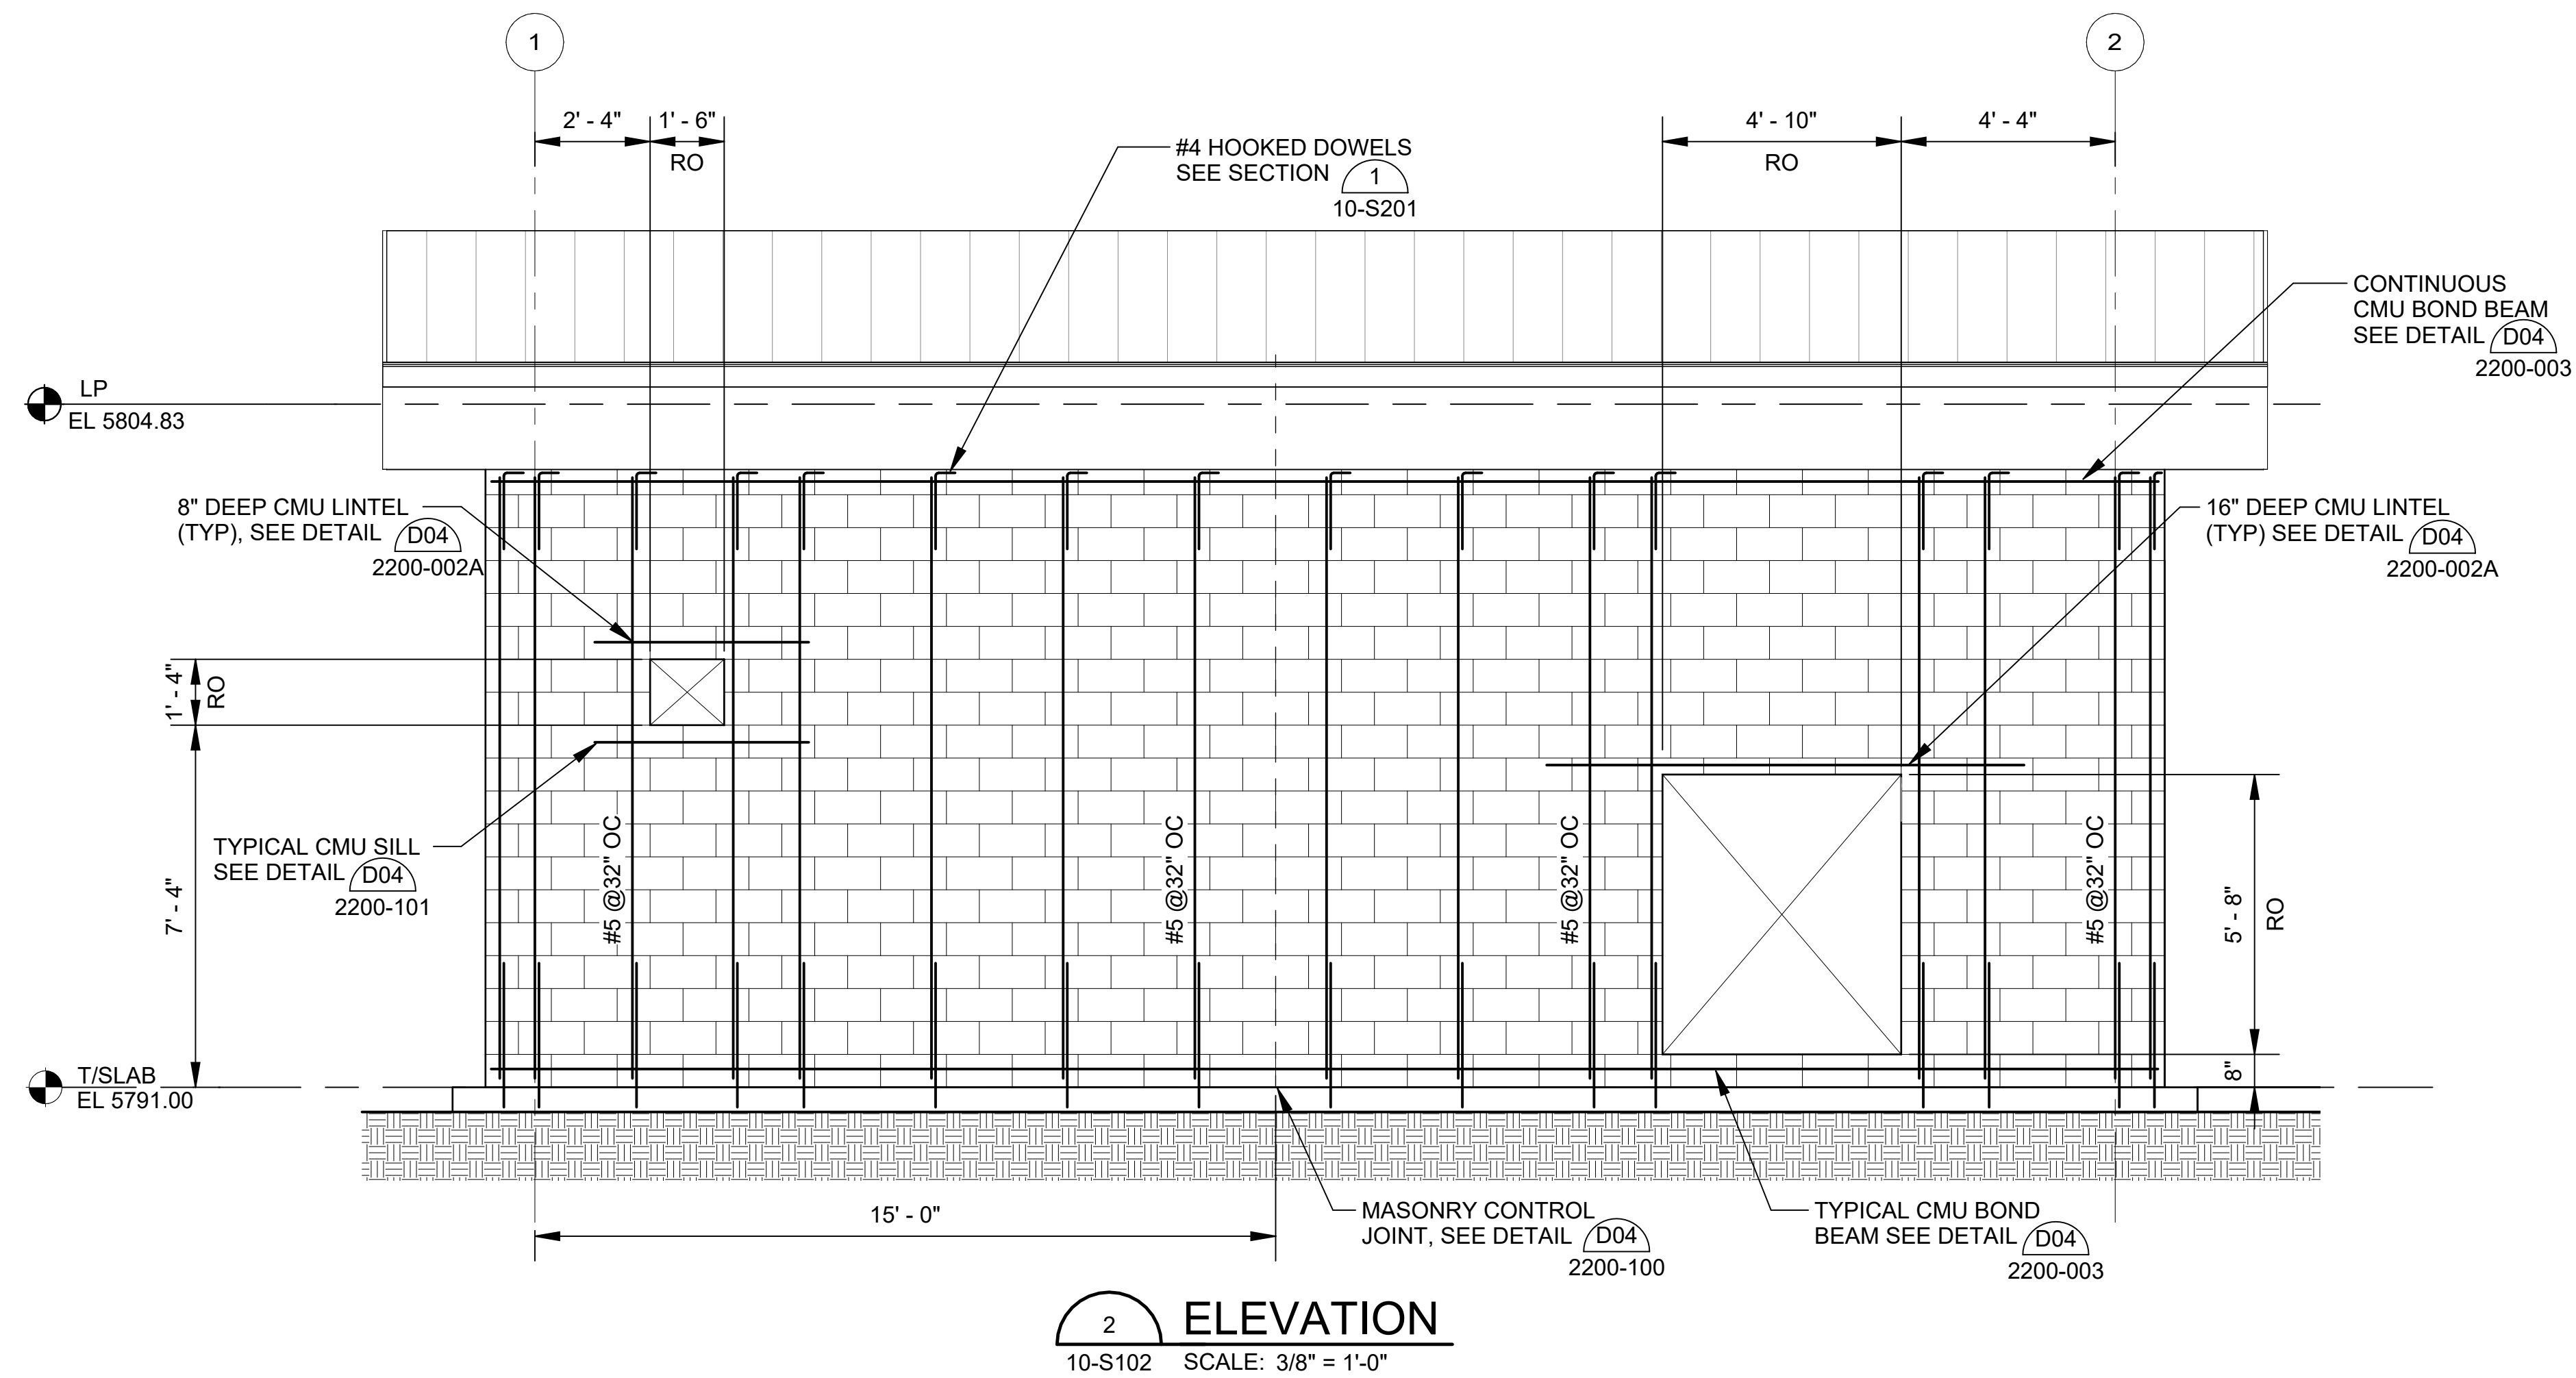 1
2
2' - 4"
1' - 6"
RO
4' - 10"
RO
4' - 4"
#4 HOOKED DOWELS
SEE SECTION
1
10-S201
CONTINUOUS
CMU BOND BEAM
SEE DETAIL
D04
2200-003
LP
EL 5804.83
8" DEEP CMU LINTEL
(TYP), SEE DETAIL
D04
2200-002A
16" DEEP CMU LINTEL
(TYP) SEE DETAIL
D04
2200-002A
1' - 4"
RO
7' - 4"
TYPICAL CMU SILL
SEE DETAIL
D04
2200-101
#5 @32" OC
#5 @32" OC
#5 @32" OC
#5 @32" OC
5' - 8"
RO
8"
T/SLAB
EL 5791.00
15' - 0"
MASONRY CONTROL
JOINT, SEE DETAIL
D04
2200-100
TYPICAL CMU BOND
BEAM SEE DETAIL
D04
2200-003
2
10-S102
ELEVATION
SCALE: 3/8" = 1'-0"